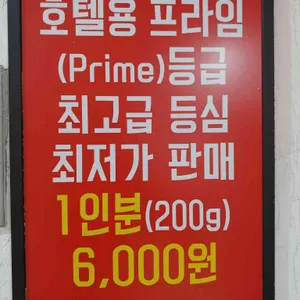 호텔용 프라임
(Prime)등급
최고급 등심
최저가 판매
1인분(200g)
6,000원